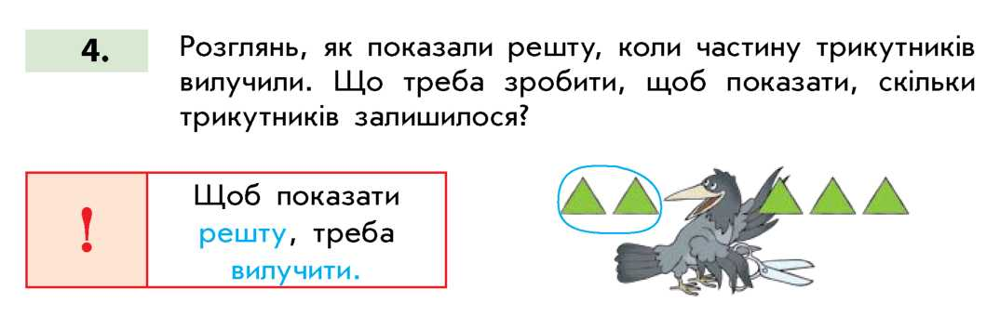 4.
Розглянь, як показали решту, коли частину трикутників
вилучили. Що треба зробити, щоб показати, скільки
трикутників залишилося?
!
Щоб показати
решту, треба
вилучити.